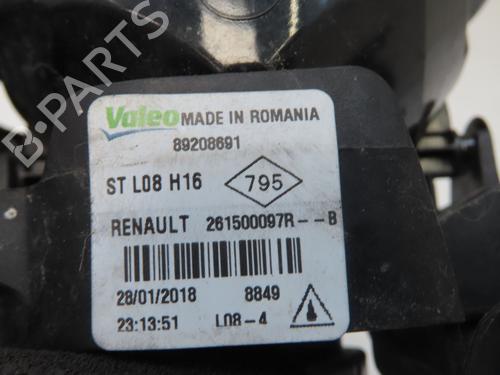 Valeo MADE IN ROMANIA
89208691
ST L08 H16 795
RENAULT 261500097R--B
28/01/2018 8849
23:13:51 L08-4